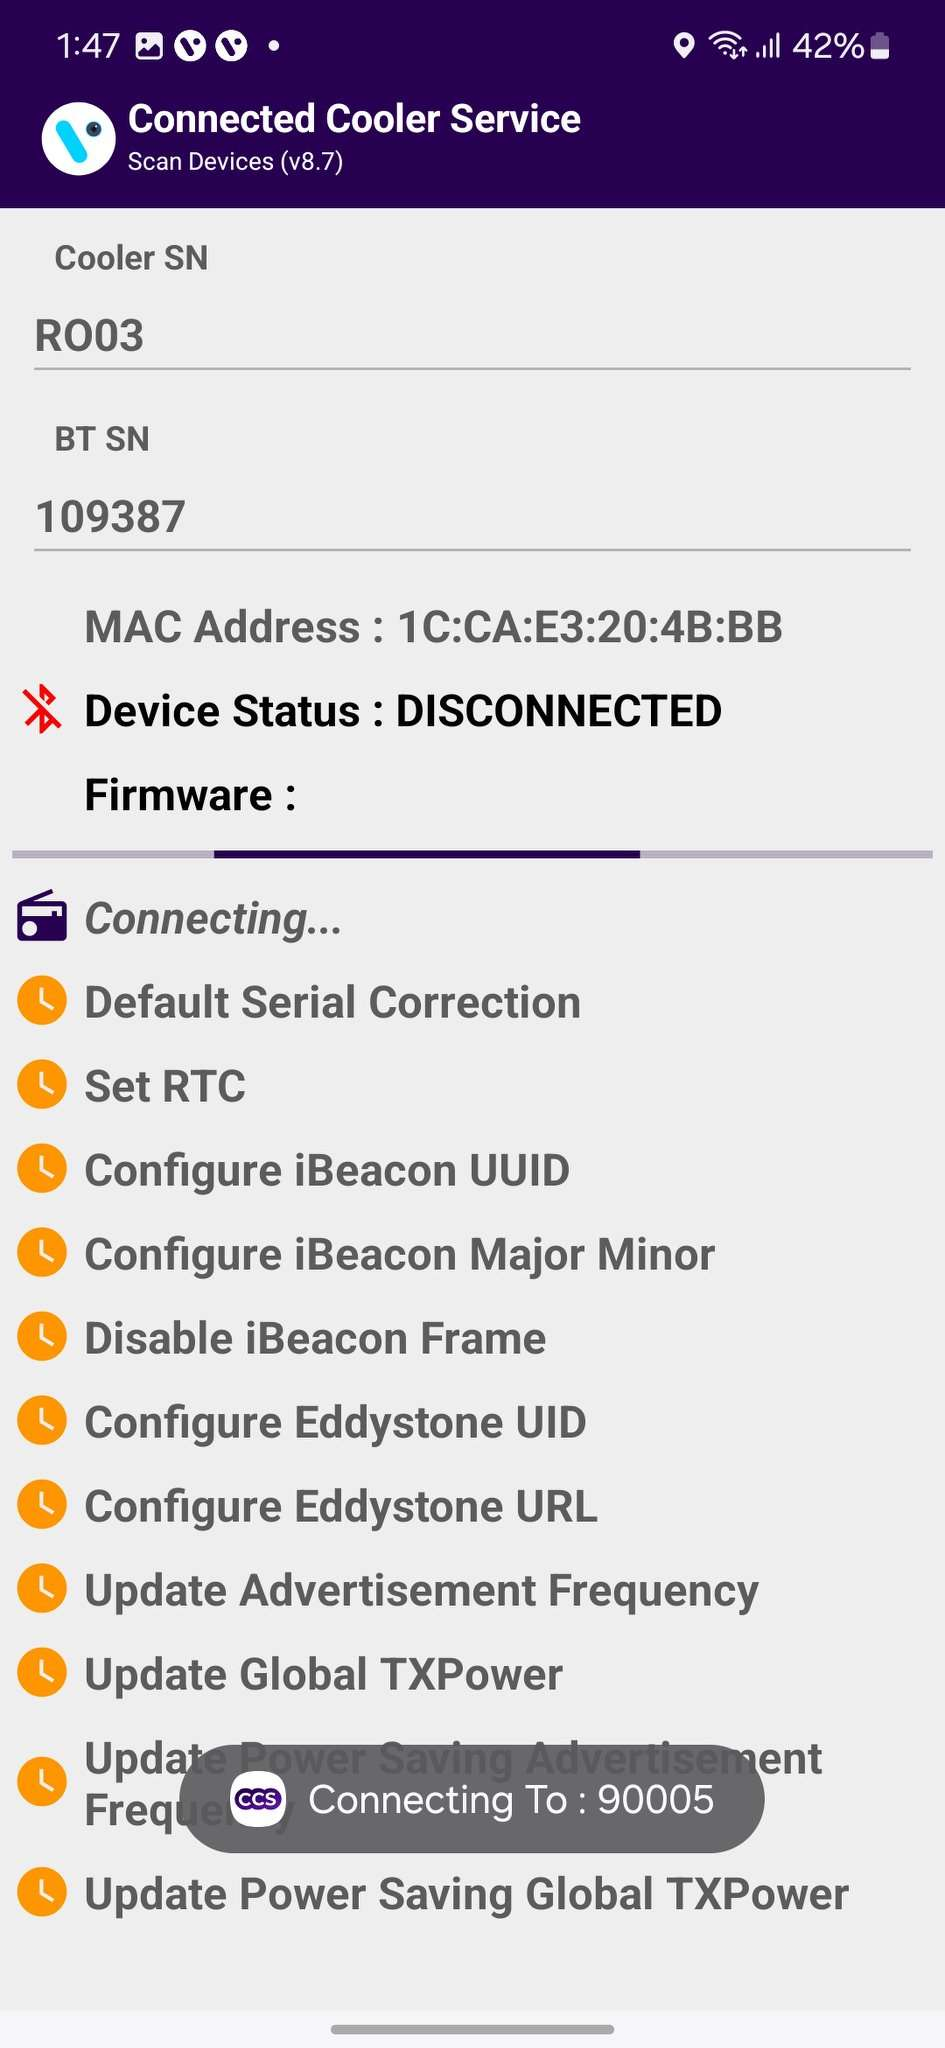 1:47
42%
Connected Cooler Service
Scan Devices (v8.7)
Cooler SN
RO03
BT SN
109387
MAC Address : 1C:CA:E3:20:4B:BB
Device Status : DISCONNECTED
Firmware :
Connecting...
Default Serial Correction
Set RTC
Configure iBeacon UUID
Configure iBeacon Major Minor
Disable iBeacon Frame
Configure Eddystone UID
Configure Eddystone URL
Update Advertisement Frequency
Update Global TXPower
Update Power Saving Advertisement
Frequency
CCS Connecting To : 90005
Update Power Saving Global TXPower